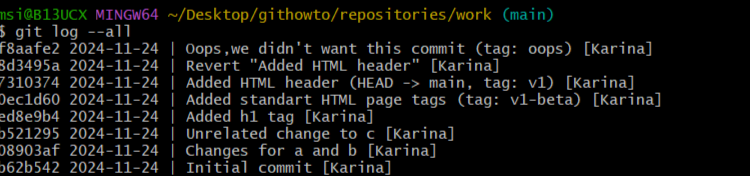 msi@B13UCX MINGW64 ~/Desktop/githowto/repositories/work (main)
$ git log --all
f8aafe2 2024-11-24 | Oops,we didn't want this commit (tag: oops) [Karina]
8d3495a 2024-11-24 | Revert "Added HTML header" [Karina]
7310374 2024-11-24 | Added HTML header (HEAD -> main, tag: v1) [Karina]
0ec1d60 2024-11-24 | Added standart HTML page tags (tag: v1-beta) [Karina]
ed8e9b4 2024-11-24 | Added h1 tag [Karina]
b521295 2024-11-24 | Unrelated change to c [Karina]
08903af 2024-11-24 | Changes for a and b [Karina]
b62b542 2024-11-24 | Initial commit [Karina]